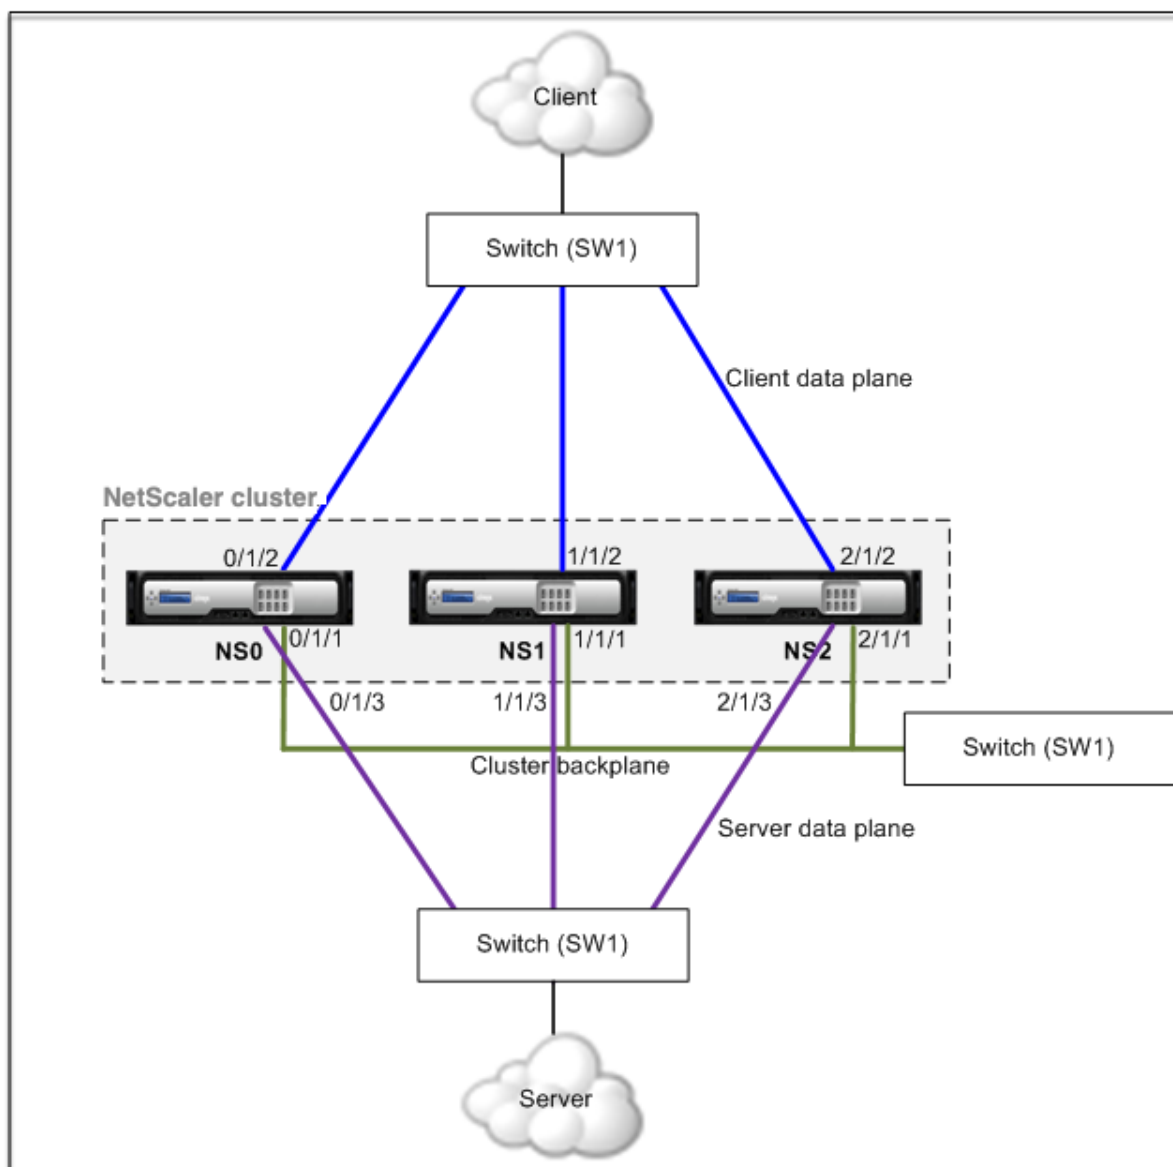 Client
Switch (SW1)
Client data plane
NetScaler cluster
0/1/2
1/1/2
2/1/2
NS0
0/1/1
NS1
1/1/1
NS2
2/1/1
0/1/3
1/1/3
2/1/3
Switch (SW1)
Cluster backplane
Server data plane
Switch (SW1)
Server